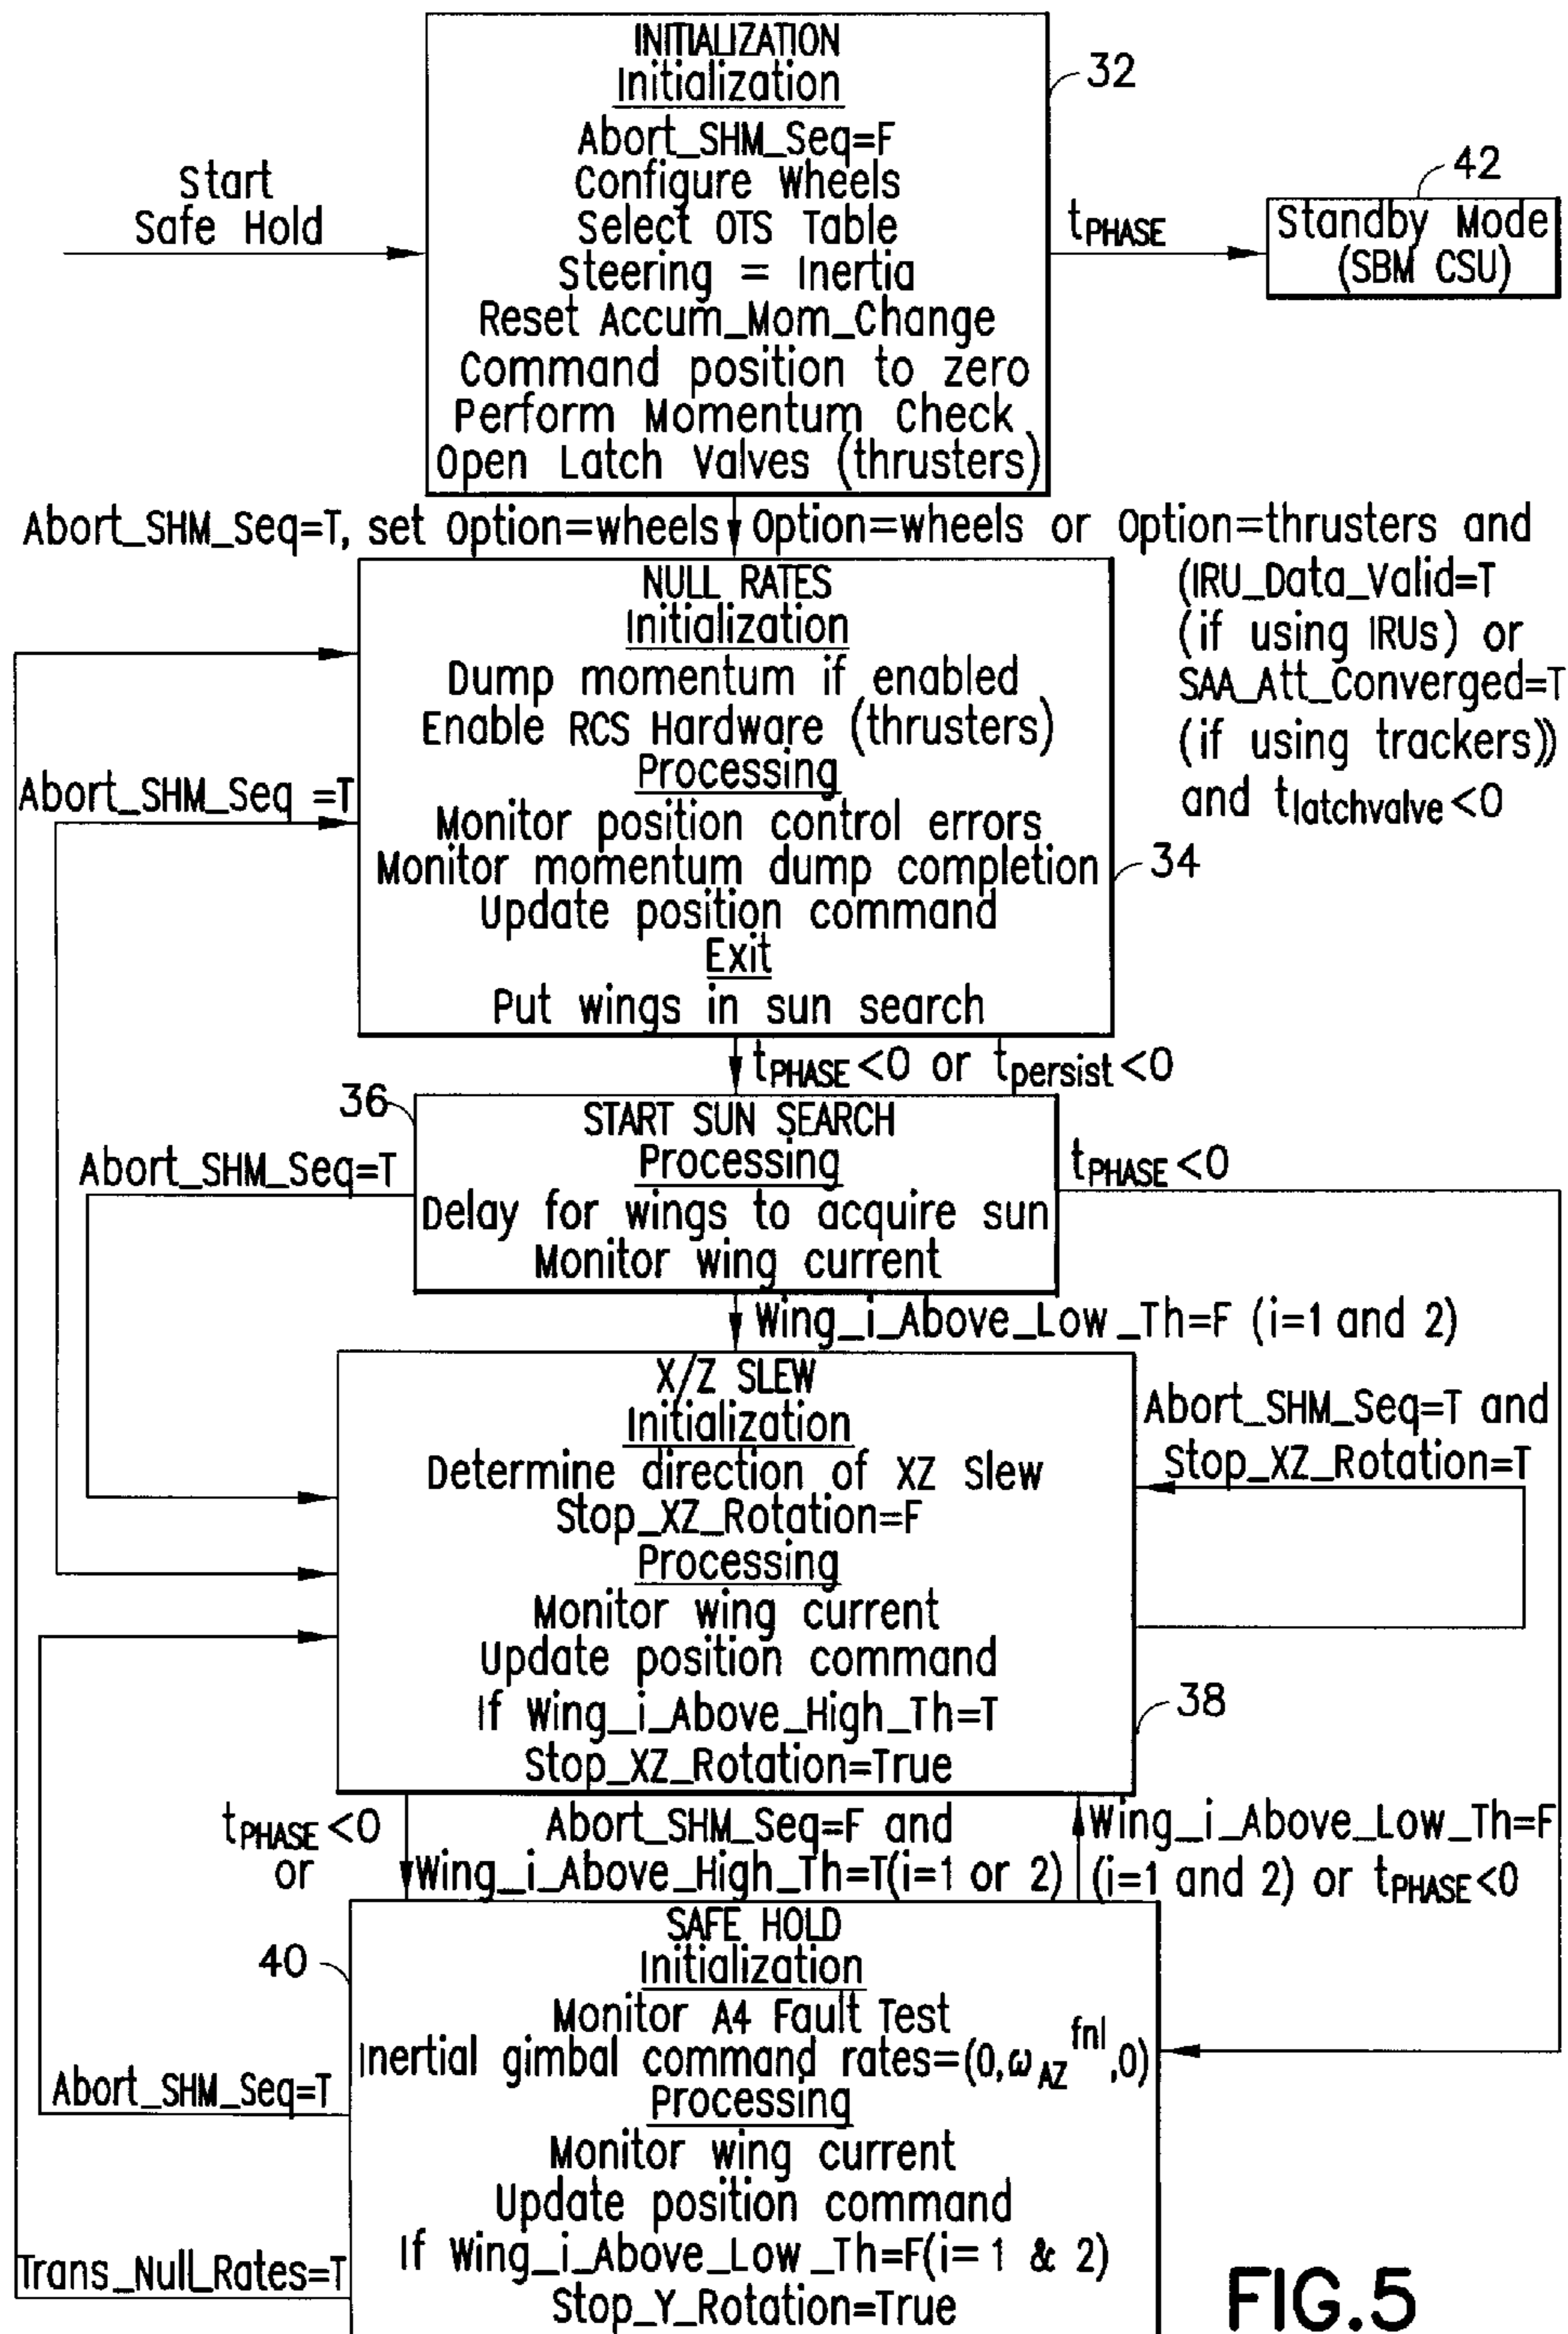 INITIALIZATION
Initialization
Abort_SHM_Seq=F
Configure Wheels
Select OTS Table
Steering = Inertia
Reset Accum_Mom_Change
Command position to zero
Perform Momentum Check
Open Latch Valves (thrusters)
32
Start
Safe Hold
t PHASE
42
Standby Mode
(SBM CSU)
Abort_SHM_Seq=T, set Option=wheels
Option=wheels or Option=thrusters and
(IRU_Data_Valid=T
(if using IRUs) or
SAA_Att_Converged=T
(if using trackers))
and t latchvalve <0
NULL RATES
Initialization
Dump momentum if enabled
Enable RCS Hardware (thrusters)
Processing
Monitor position control errors
Monitor momentum dump completion
Update position command
Exit
Put wings in sun search
34
Abort_SHM_Seq =T
t PHASE <0 or t persist <0
36
START SUN SEARCH
Processing
Delay for wings to acquire sun
Monitor wing current
Abort_SHM_Seq=T
t PHASE <0
Wing_i_Above_Low_Th=F (i=1 and 2)
X/Z SLEW
Initialization
Determine direction of XZ Slew
Stop_XZ_Rotation=F
Processing
Monitor wing current
Update position command
If Wing_i_Above_High_Th=T
Stop_XZ_Rotation=True
Abort_SHM_Seq=T and
Stop_XZ_Rotation=T
38
t PHASE <0
or
Abort_SHM_Seq=F and
Wing_i_Above_High_Th=T(i=1 or 2)
Wing_i_Above_Low_Th=F
(i=1 and 2) or t PHASE <0
40
SAFE HOLD
Initialization
Monitor A4 Fault Test
Inertial gimbal command rates=(0,ω AZ fnl,0)
Processing
Monitor wing current
Update position command
If Wing_i_Above_Low_Th=F(i= 1 & 2)
Stop_Y_Rotation=True
Abort_SHM_Seq=T
Trans_Null_Rates=T
FIG.5